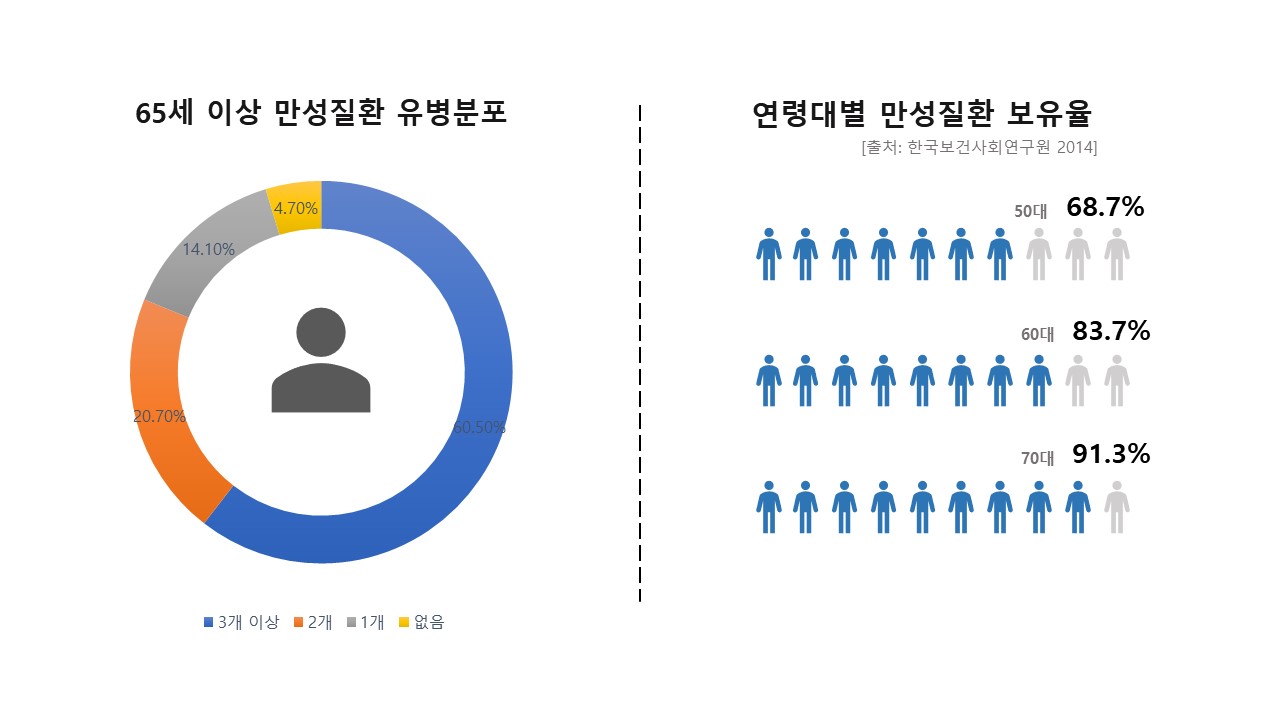 65세 이상 만성질환 유병분포
4.70%
14.10%
20.70%
60.50%
3개 이상 2개 1개 없음
연령대별 만성질환 보유율
[출처: 한국보건사회연구원 2014]
50대 68.7%
60대 83.7%
70대 91.3%